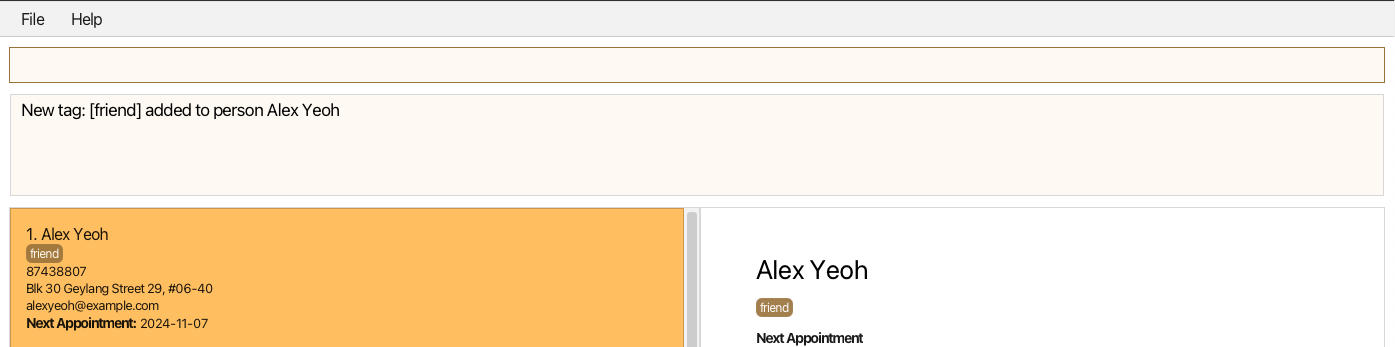 File Help
New tag: [friend] added to person Alex Yeoh
1. Alex Yeoh
friend
87438807
Blk 30 Geylang Street 29, #06-40
alexyeoh@example.com
Next Appointment: 2024-11-07
Alex Yeoh
friend
Next Appointment